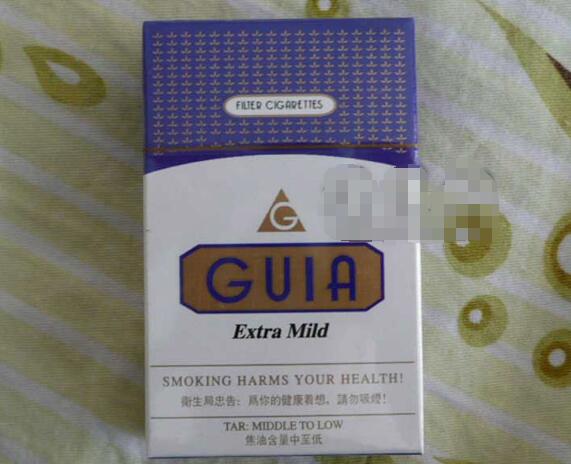 FILTER CIGARETTES
G
GUIA
Extra Mild
SMOKING HARMS YOUR HEALTH!
衛生局忠告：爲你的健康着想，請勿吸煙！
TAR: MIDDLE TO LOW
焦油含量中至低